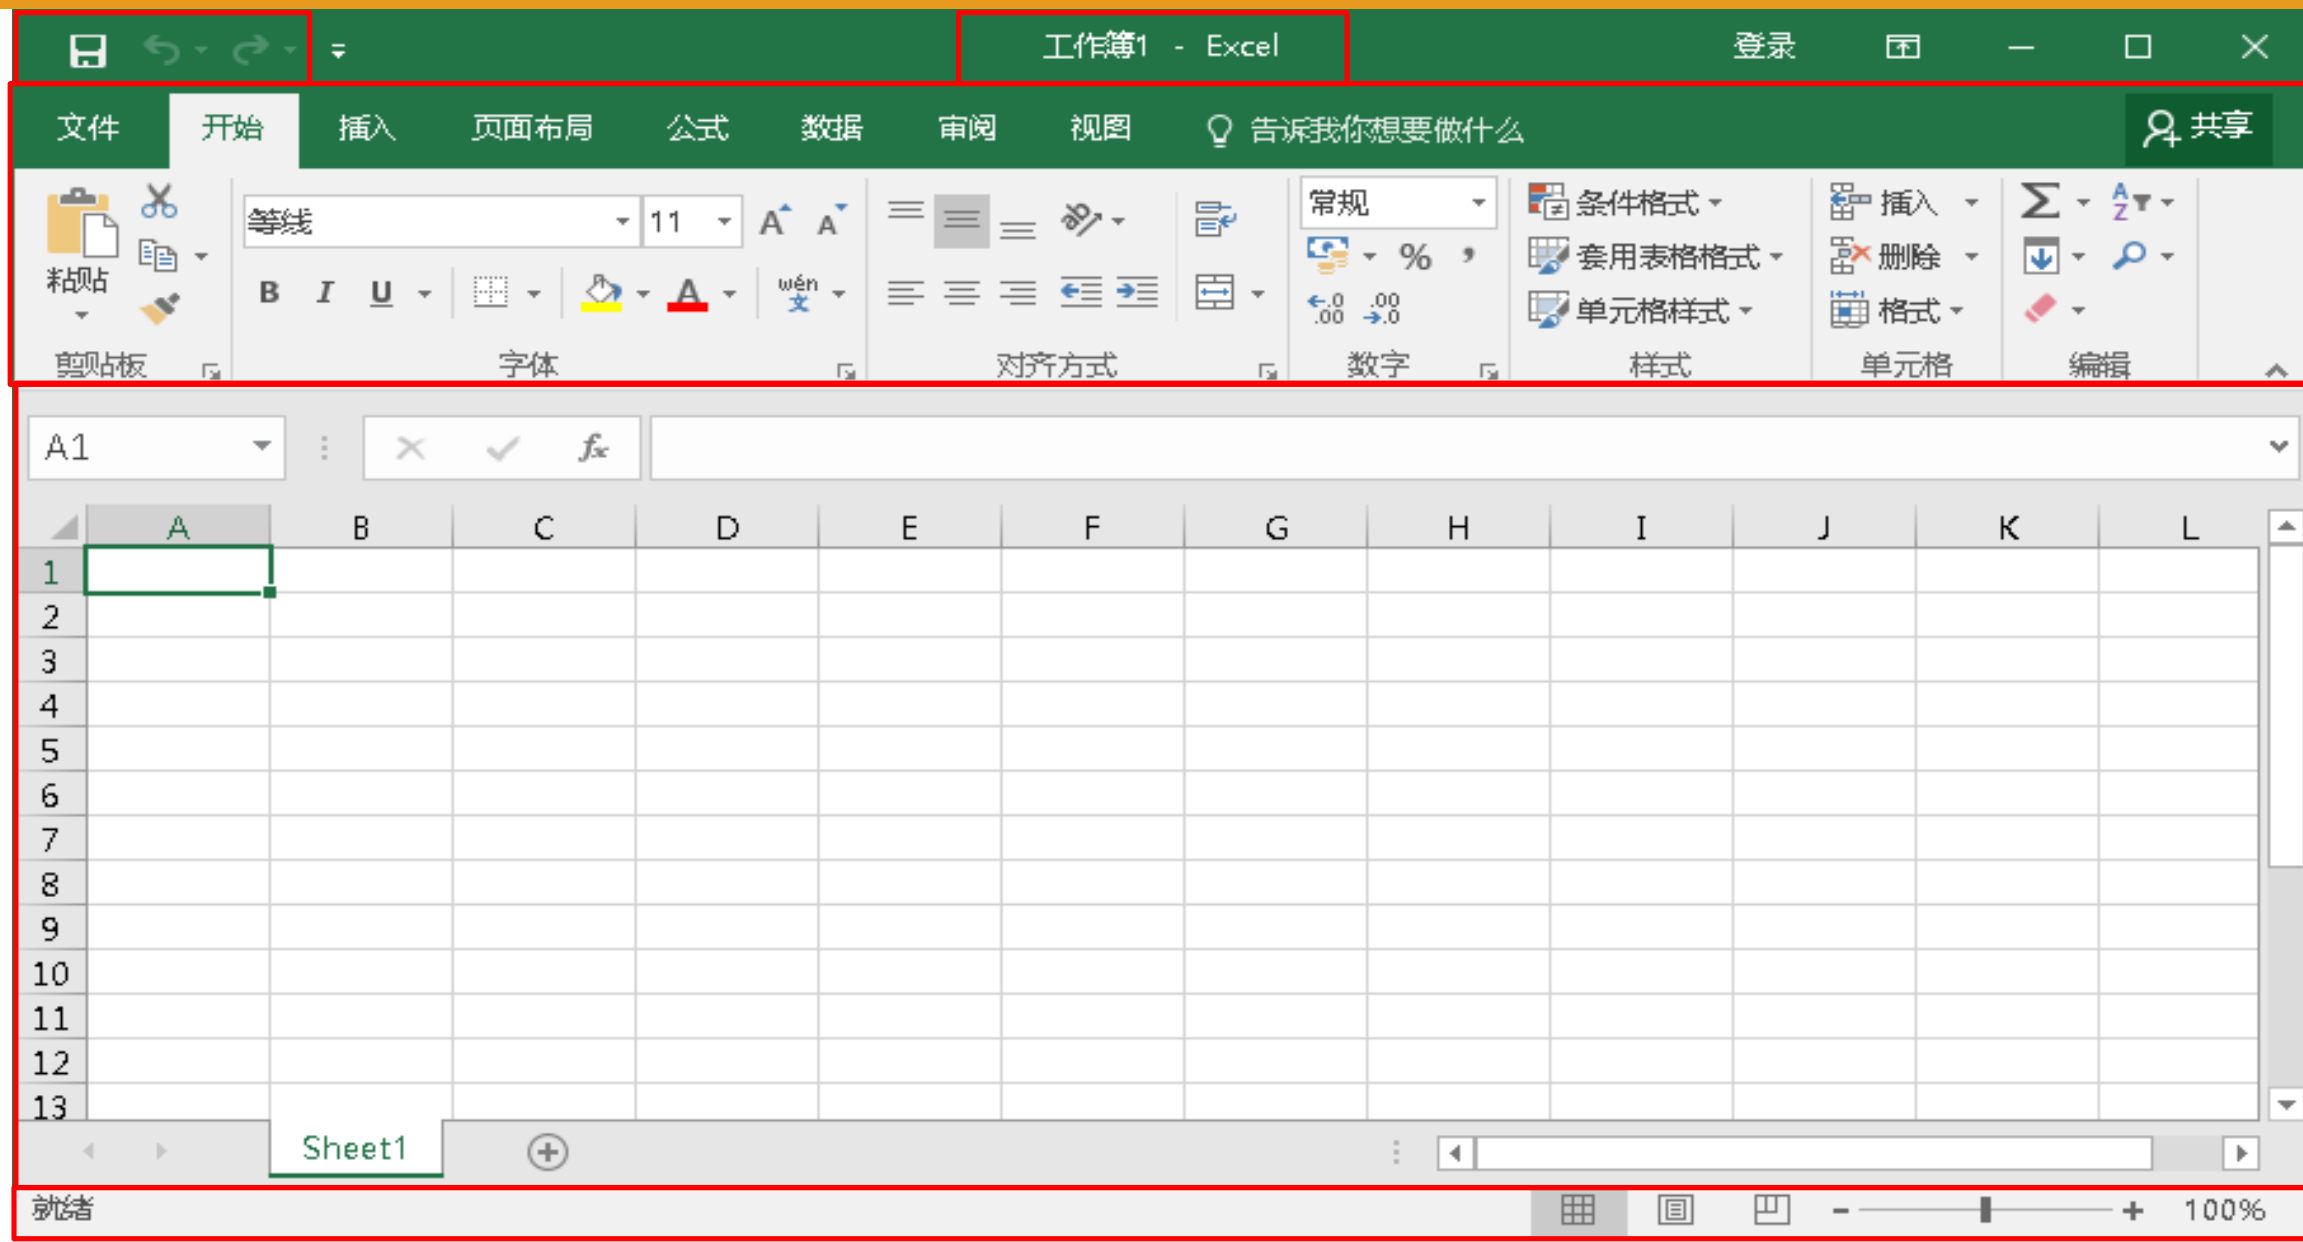 工作簿1 - Excel 登录
文件 开始 插入 页面布局 公式 数据 审阅 视图 告诉我你想要做什么 共享
等线 11 A A 常规 条件格式 插入 Σ A Z
粘贴 % , 套用表格格式 删除
B I U A wén 文 .0 .00 .00 .0 单元格样式 格式
剪贴板 字体 对齐方式 数字 样式 单元格 编辑
A1 fx
A B C D E F G H I J K L
1
2
3
4
5
6
7
8
9
10
11
12
13
Sheet1
就绪 100%